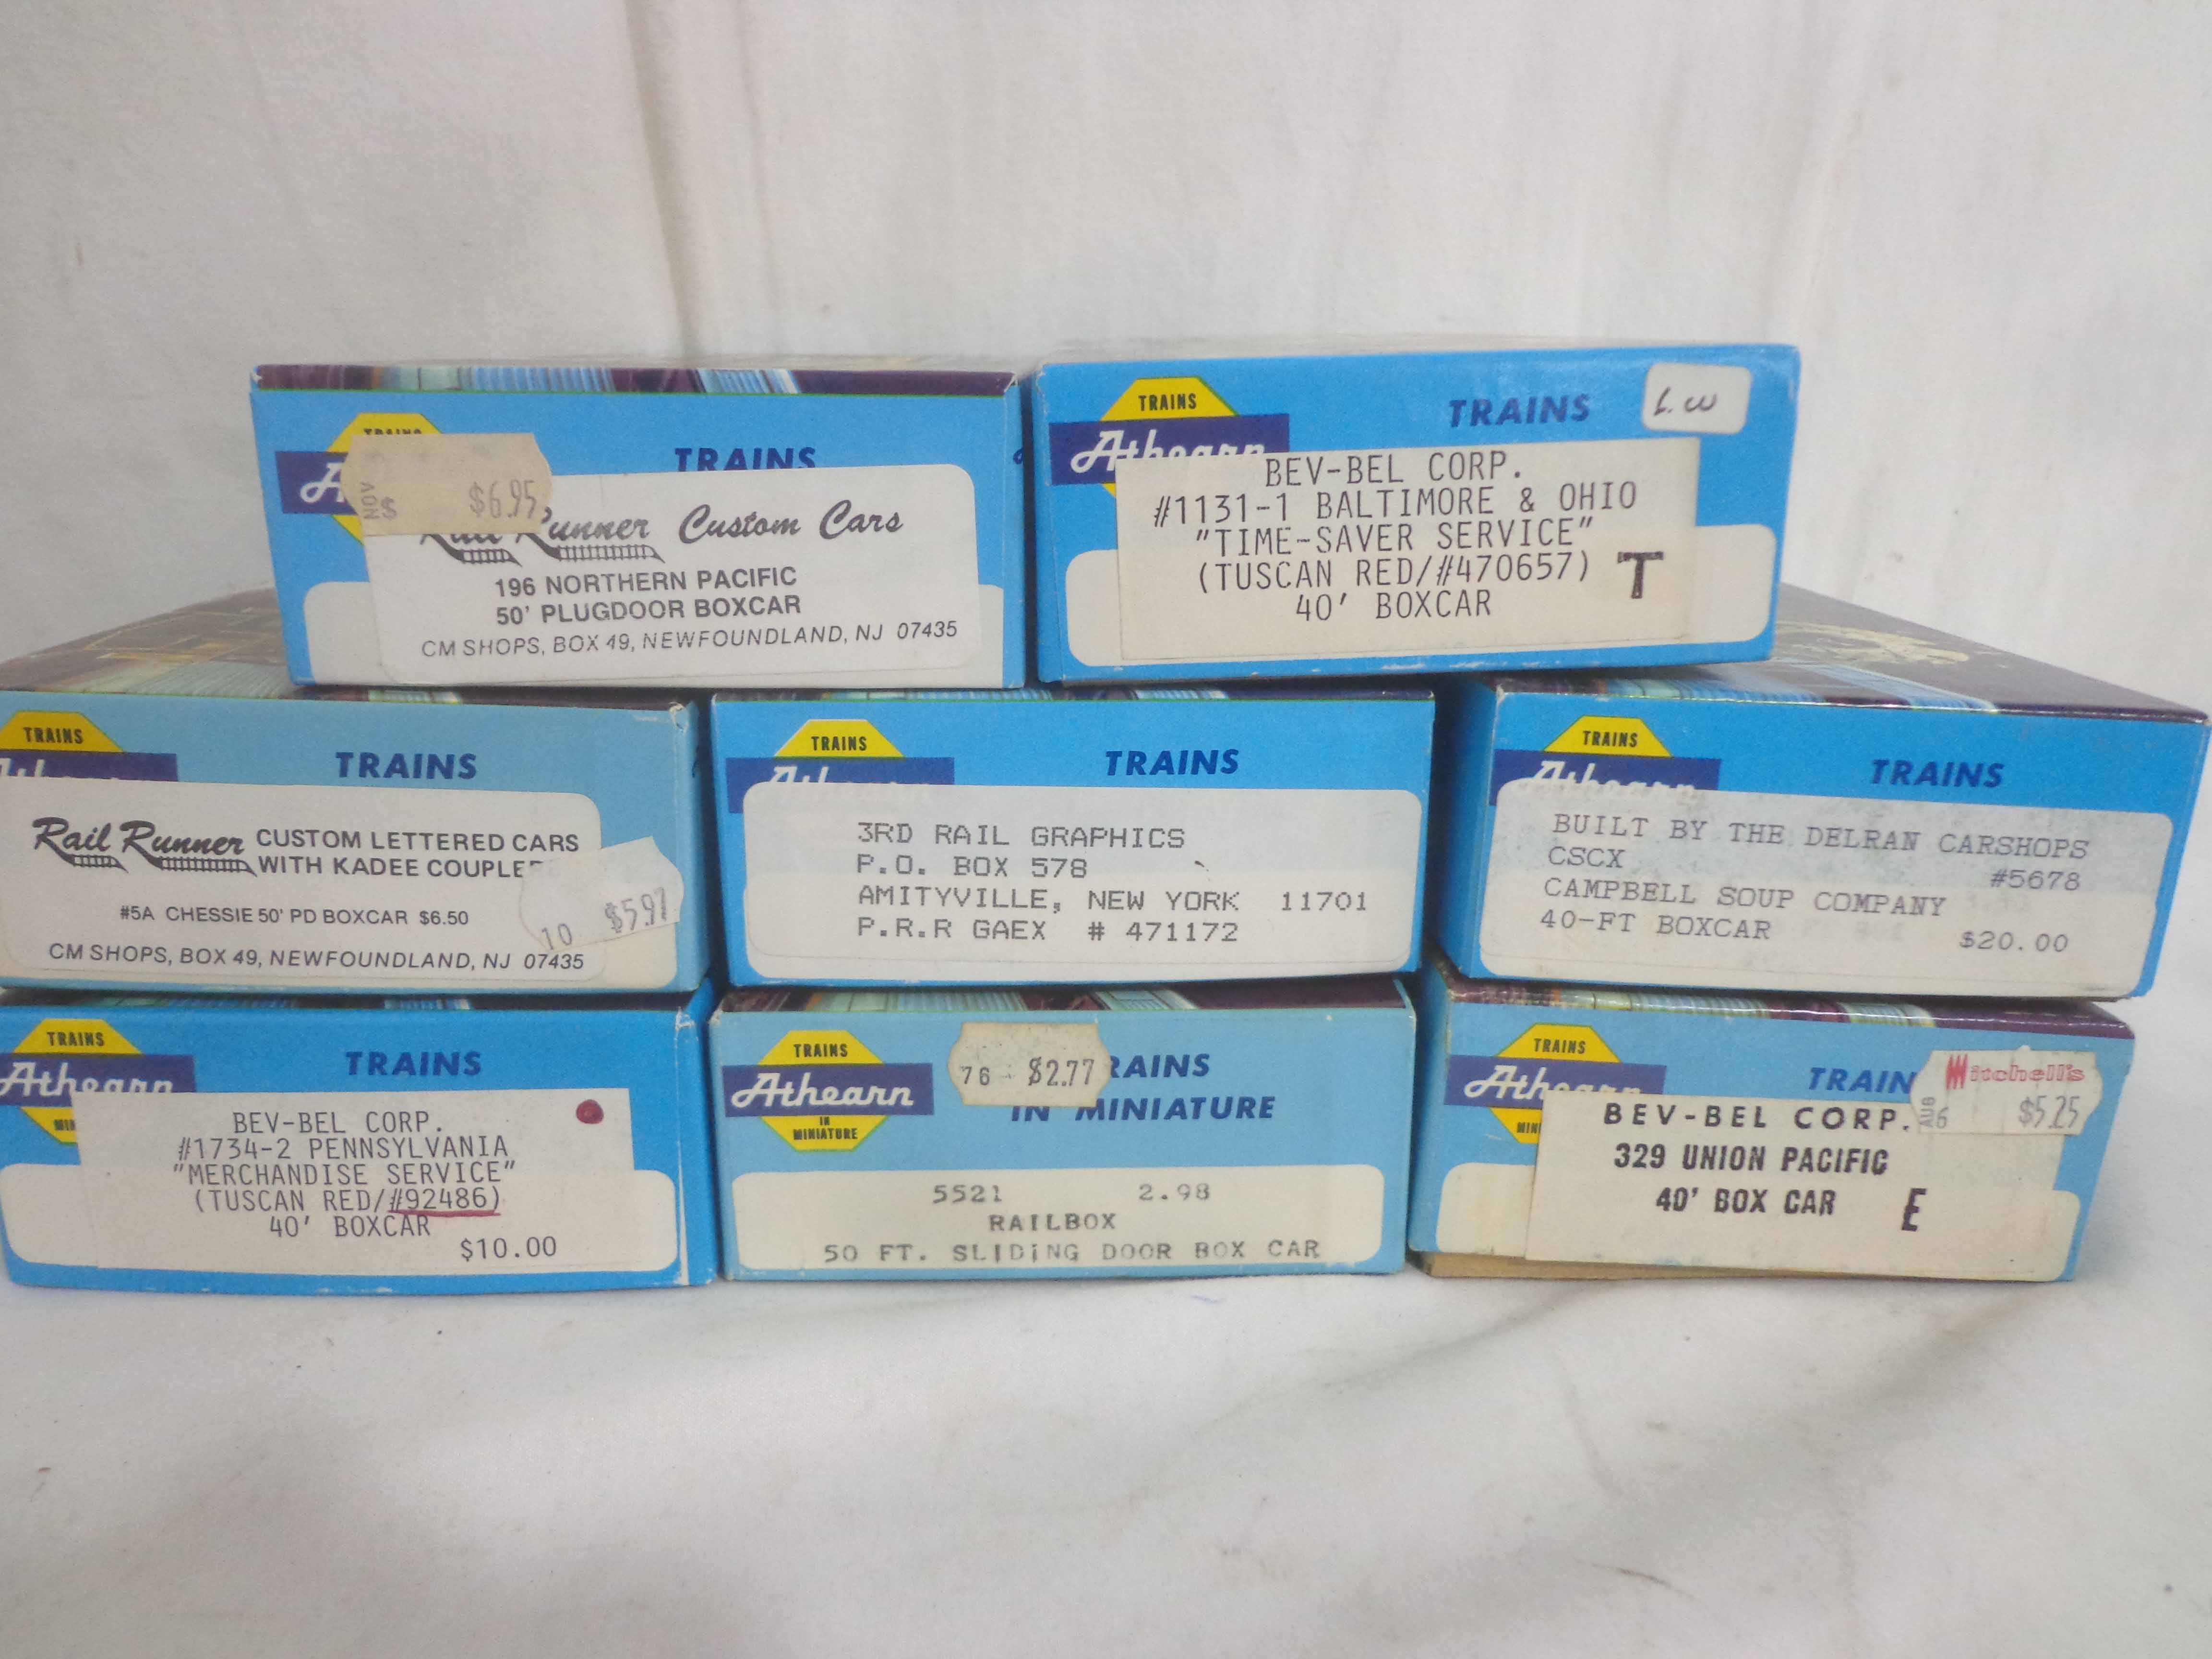 TRAINS
TRAINS
NOV
$
$6.95
Runner Custom Cars
196 NORTHERN PACIFIC
50' PLUGDOOR BOXCAR
CM SHOPS, BOX 49, NEWFOUNDLAND, NJ 07435
TRAINS
Athearn
TRAINS
BEV-BEL CORP.
#1131-1 BALTIMORE & OHIO
"TIME-SAVER SERVICE"
(TUSCAN RED/#470657) T
40' BOXCAR
TRAINS
TRAINS
Rail Runner CUSTOM LETTERED CARS
WITH KADEE COUPLE
#5A CHESSIE 50' PD BOXCAR $6.50
10 $5.97
CM SHOPS, BOX 49, NEWFOUNDLAND, NJ 07435
TRAINS
Athearn
TRAINS
3RD RAIL GRAPHICS
P.O. BOX 578
AMITYVILLE, NEW YORK 11701
P.R.R GAEX # 471172
TRAINS
Athearn
TRAINS
BUILT BY THE DELRAN CARSHOPS
CSCX #5678
CAMPBELL SOUP COMPANY
40-FT BOXCAR $20.00
TRAINS
Athearn
TRAINS
BEV-BEL CORP.
#1734-2 PENNSYLVANIA
"MERCHANDISE SERVICE"
(TUSCAN RED/#92486)
40' BOXCAR
$10.00
TRAINS
Athearn
IN
MINIATURE
76 $2.77
RAINS
IN MINIATURE
5521 2.98
RAILBOX
50 FT. SLIDING DOOR BOX CAR
TRAINS
Athearn
MINI
TRAIN
Mitchell's
AUG
6 $5.25
BEV-BEL CORP.
329 UNION PACIFIC
40' BOX CAR E